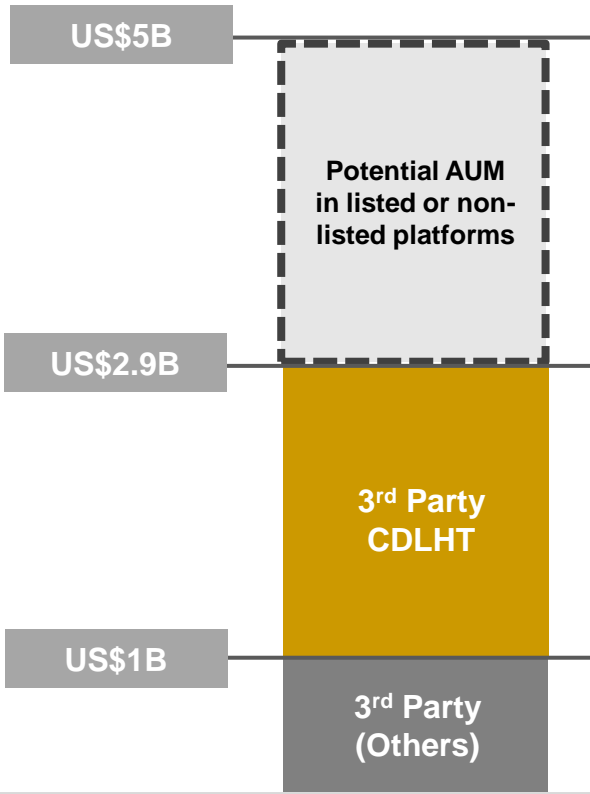 US$5B
Potential AUM
in listed or non-
listed platforms
US$2.9B
3rd Party
CDLHT
US$1B
3rd Party
(Others)